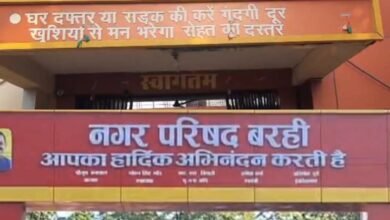 घर दफ्तर या सड़क की करें गंदगी दूर
खुशियों से मन भरेगा सेहत का दस्तूर
स्वागतम
नगर परिषद बरही
आपका हार्दिक अभिनंदन करती है